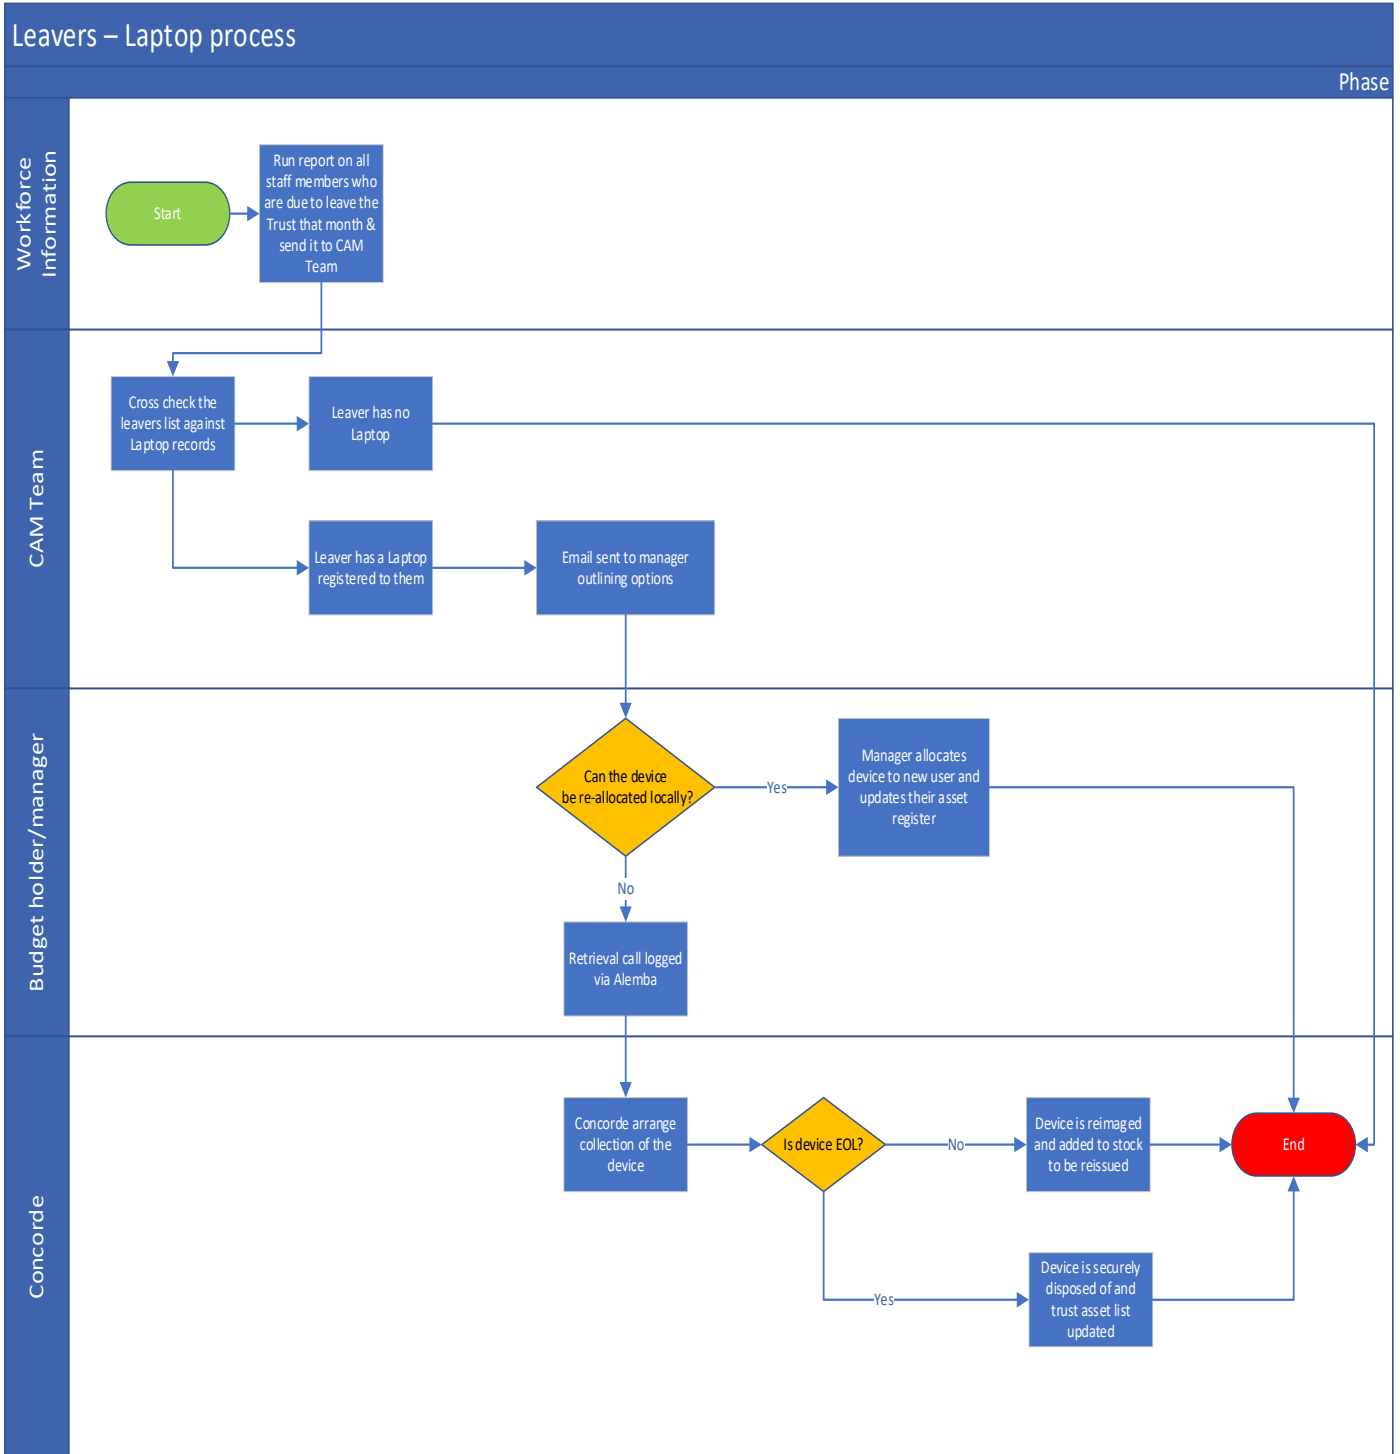 Leavers – Laptop process
Phase
Workforce
Information
Start
Run report on all
staff members who
are due to leave the
Trust that month &
send it to CAM
Team
CAM Team
Cross check the
leavers list against
Laptop records
Leaver has no
Laptop
Leaver has a Laptop
registered to them
Email sent to manager
outlining options
Budget holder/manager
Can the device
be re-allocated locally?
Yes
Manager allocates
device to new user and
updates their asset
register
No
Retrieval call logged
via Alemba
Concorde
Concorde arrange
collection of the
device
Is device EOL?
No
Device is reimaged
and added to stock
to be reissued
End
Yes
Device is securely
disposed of and
trust asset list
updated